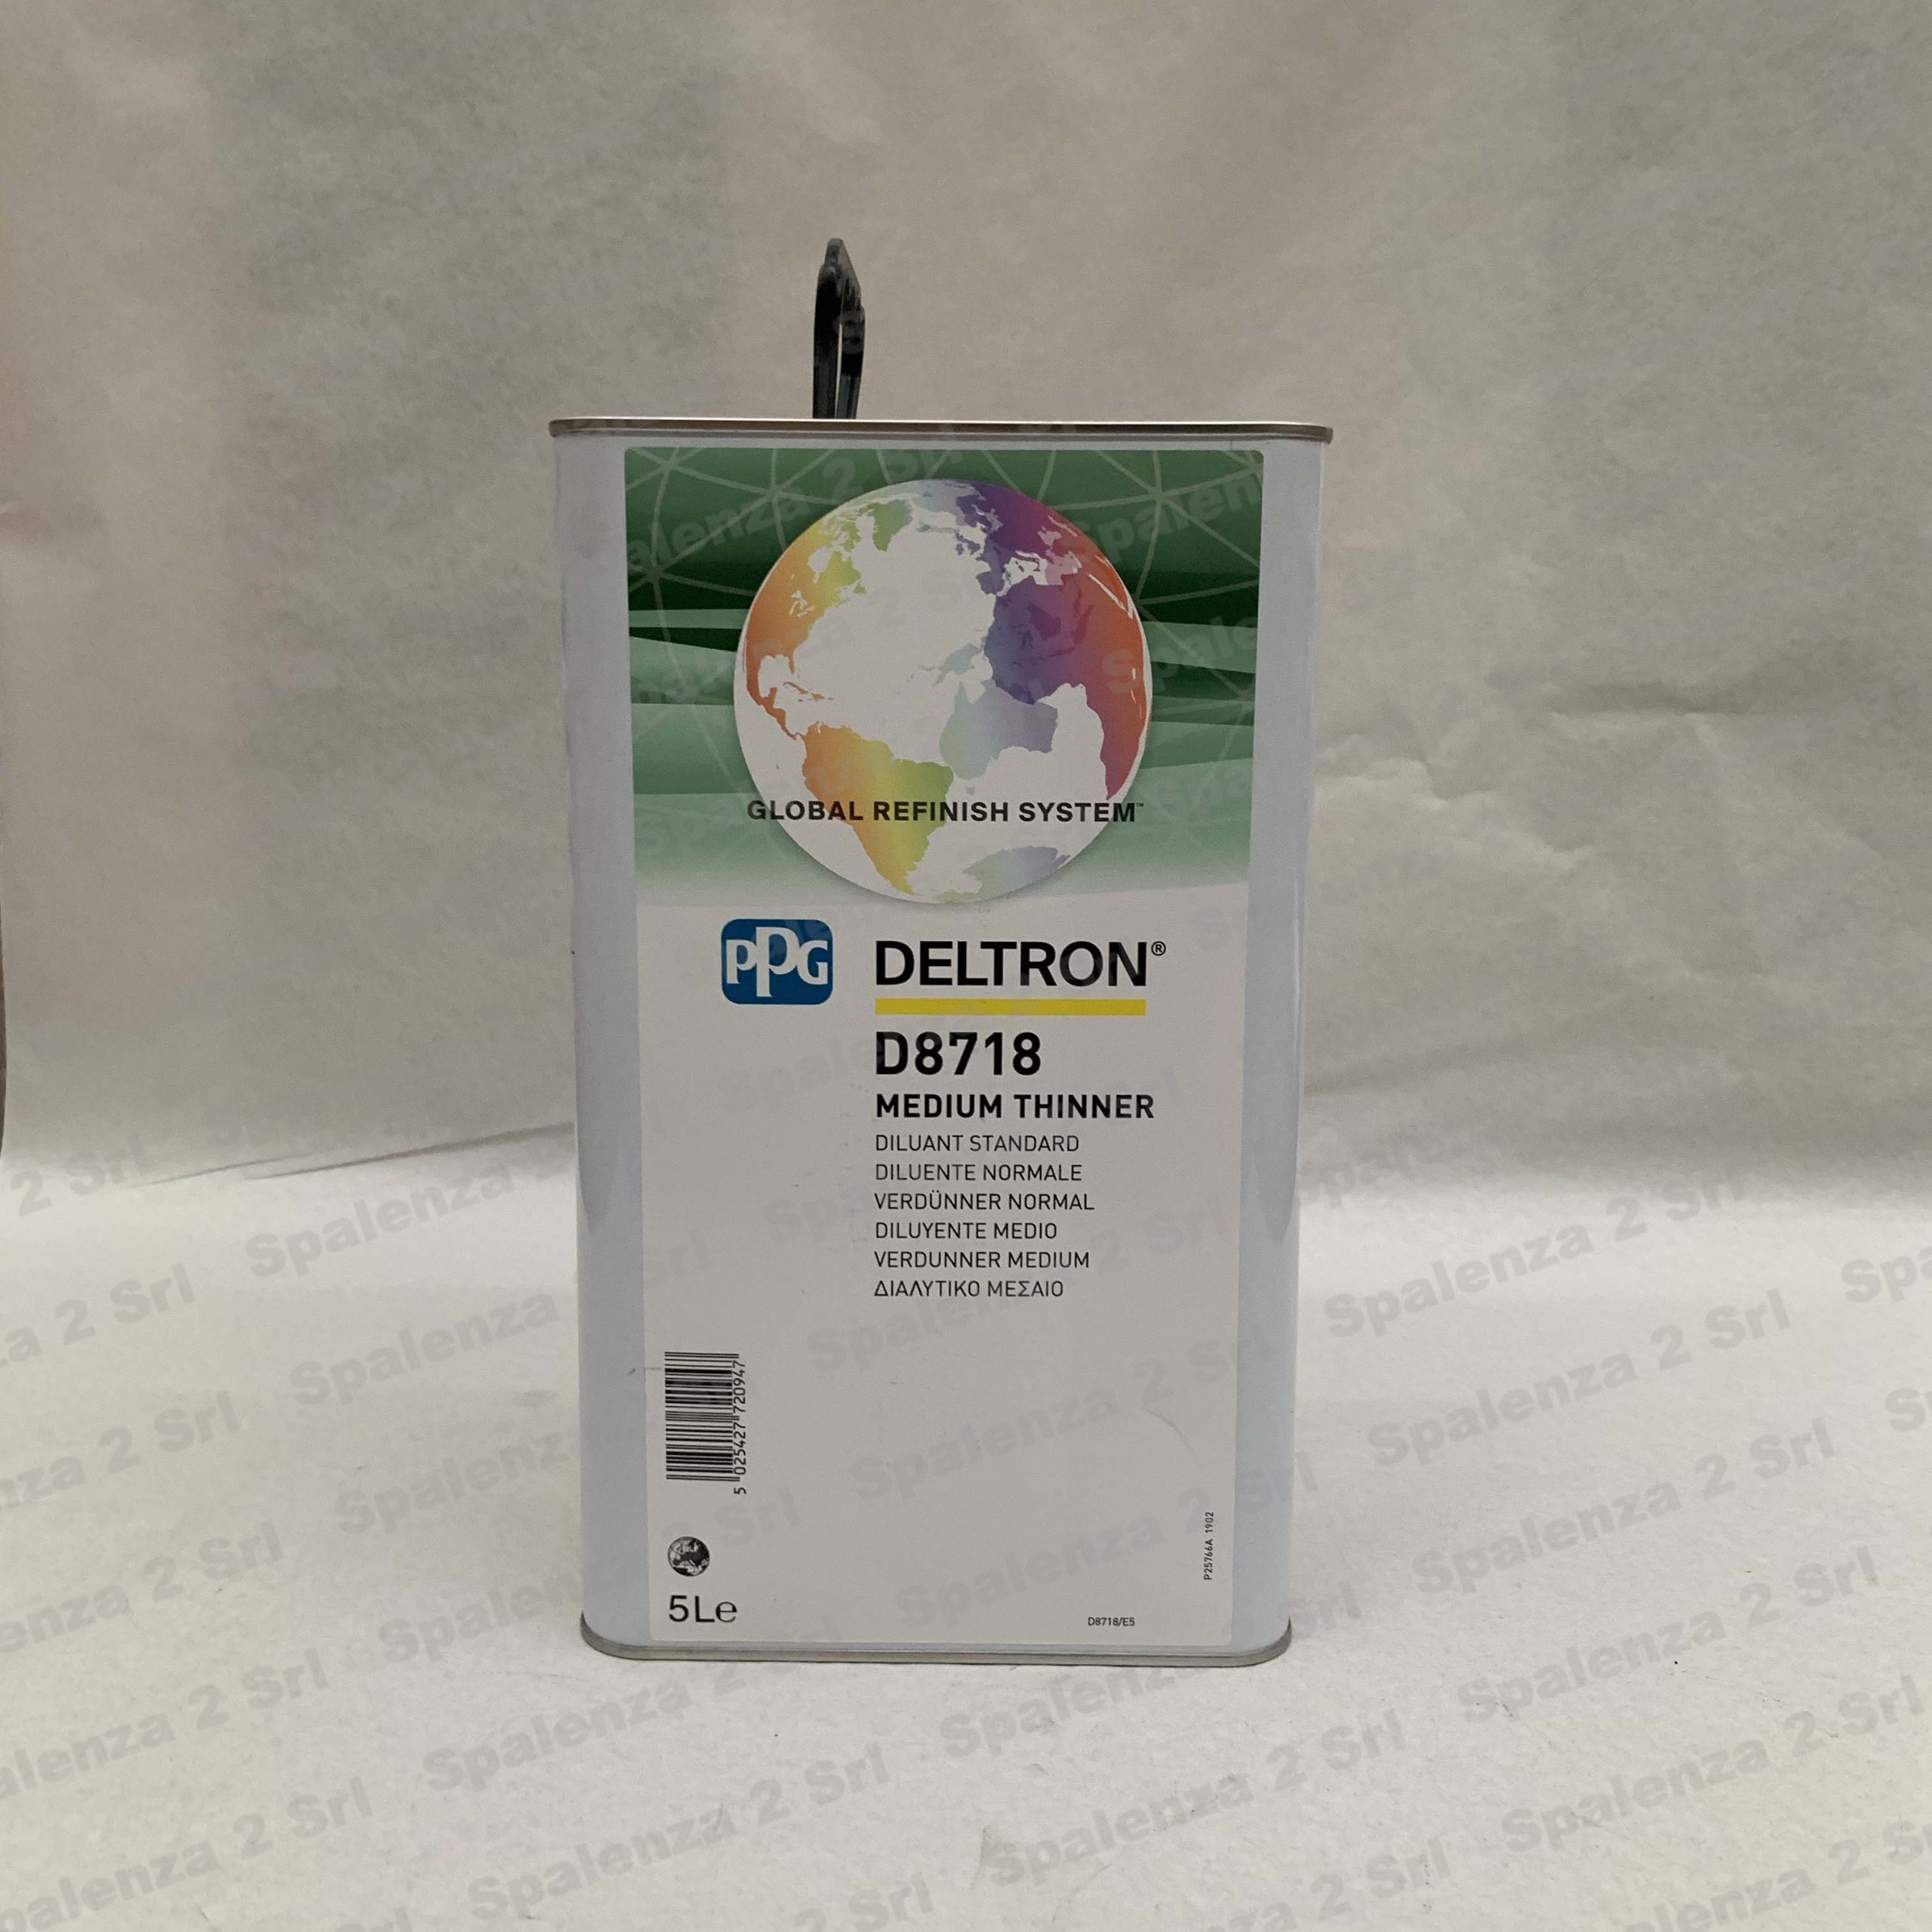 GLOBAL REFINISH SYSTEM™
PPG
DELTRON®
D8718
MEDIUM THINNER
DILUANT STANDARD
DILUENTE NORMALE
VERDÜNNER NORMAL
DILUYENTE MEDIO
VERDUNNER MEDIUM
ΔΙΑΛΥΤΙΚΟ ΜΕΣΑΙΟ
5 025427 720947
P25766A 1902
5L℮
D8718/E5
Spalenza 2 Srl